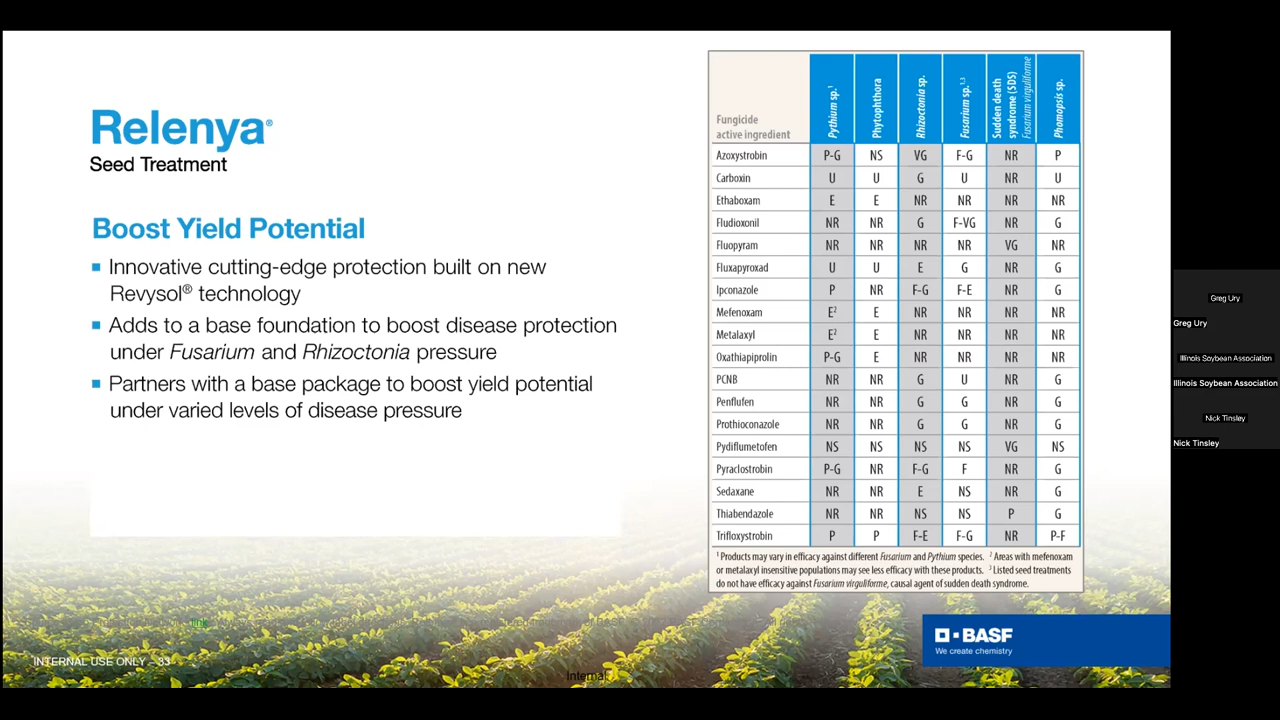 Relenya®
Seed Treatment
Boost Yield Potential
Innovative cutting-edge protection built on new
Revysol® technology
Adds to a base foundation to boost disease protection
under Fusarium and Rhizoctonia pressure
Partners with a base package to boost yield potential
under varied levels of disease pressure
Fungicide
active ingredient
Pythium sp.¹
Phytophthora
Rhizoctonia sp.
Fusarium sp.¹,³
Sudden death
syndrome (SDS)
Fusarium virguliforme
Phomopsis sp.
Azoxystrobin P-G NS VG F-G NR P
Carboxin U U G U NR U
Ethaboxam E E NR NR NR NR
Fludioxonil NR NR G F-VG NR G
Fluopyram NR NR NR NR VG NR
Fluxapyroxad U U E G NR G
Ipconazole P NR F-G F-E NR G
Mefenoxam E² E NR NR NR NR
Metalaxyl E² E NR NR NR NR
Oxathiapiprolin P-G E NR NR NR NR
PCNB NR NR G U NR G
Penflufen NR NR G G NR G
Prothioconazole NR NR G G NR G
Pydiflumetofen NS NS NS NS VG NS
Pyraclostrobin P-G NR F-G F NR G
Sedaxane NR NR E NS NR G
Thiabendazole NR NR NS NS P G
Trifloxystrobin P P F-E F-G NR P-F
¹ Products may vary in efficacy against different Fusarium and Pythium species. ² Areas with mefenoxam
or metalaxyl insensitive populations may see less efficacy with these products. ³ Listed seed treatments
do not have efficacy against Fusarium virguliforme, causal agent of sudden death syndrome.
link
BASF
We create chemistry
INTERNAL USE ONLY – 33
Internal
Greg Ury
Greg Ury
Illinois Soybean Association
Illinois Soybean Association
Nick Tinsley
Nick Tinsley